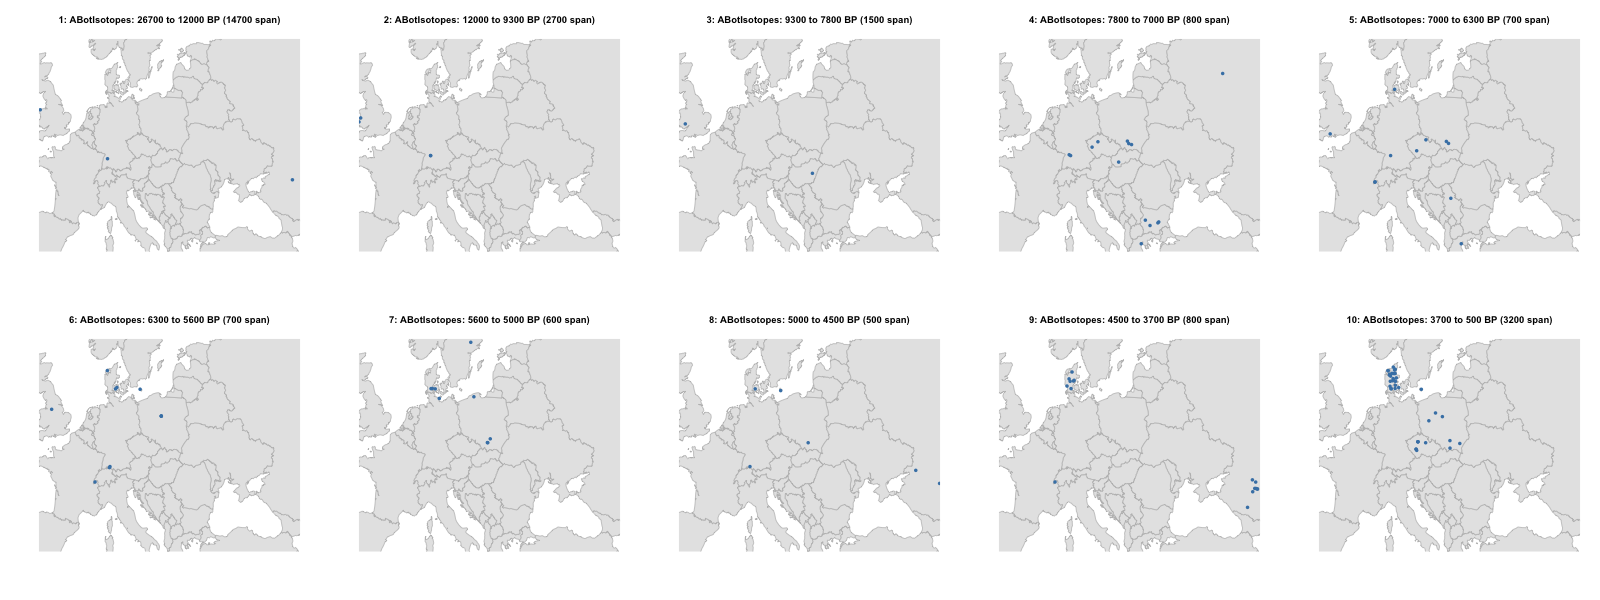 1: ABotIsotopes: 26700 to 12000 BP (14700 span)
2: ABotIsotopes: 12000 to 9300 BP (2700 span)
3: ABotIsotopes: 9300 to 7800 BP (1500 span)
4: ABotIsotopes: 7800 to 7000 BP (800 span)
5: ABotIsotopes: 7000 to 6300 BP (700 span)
6: ABotIsotopes: 6300 to 5600 BP (700 span)
7: ABotIsotopes: 5600 to 5000 BP (600 span)
8: ABotIsotopes: 5000 to 4500 BP (500 span)
9: ABotIsotopes: 4500 to 3700 BP (800 span)
10: ABotIsotopes: 3700 to 500 BP (3200 span)